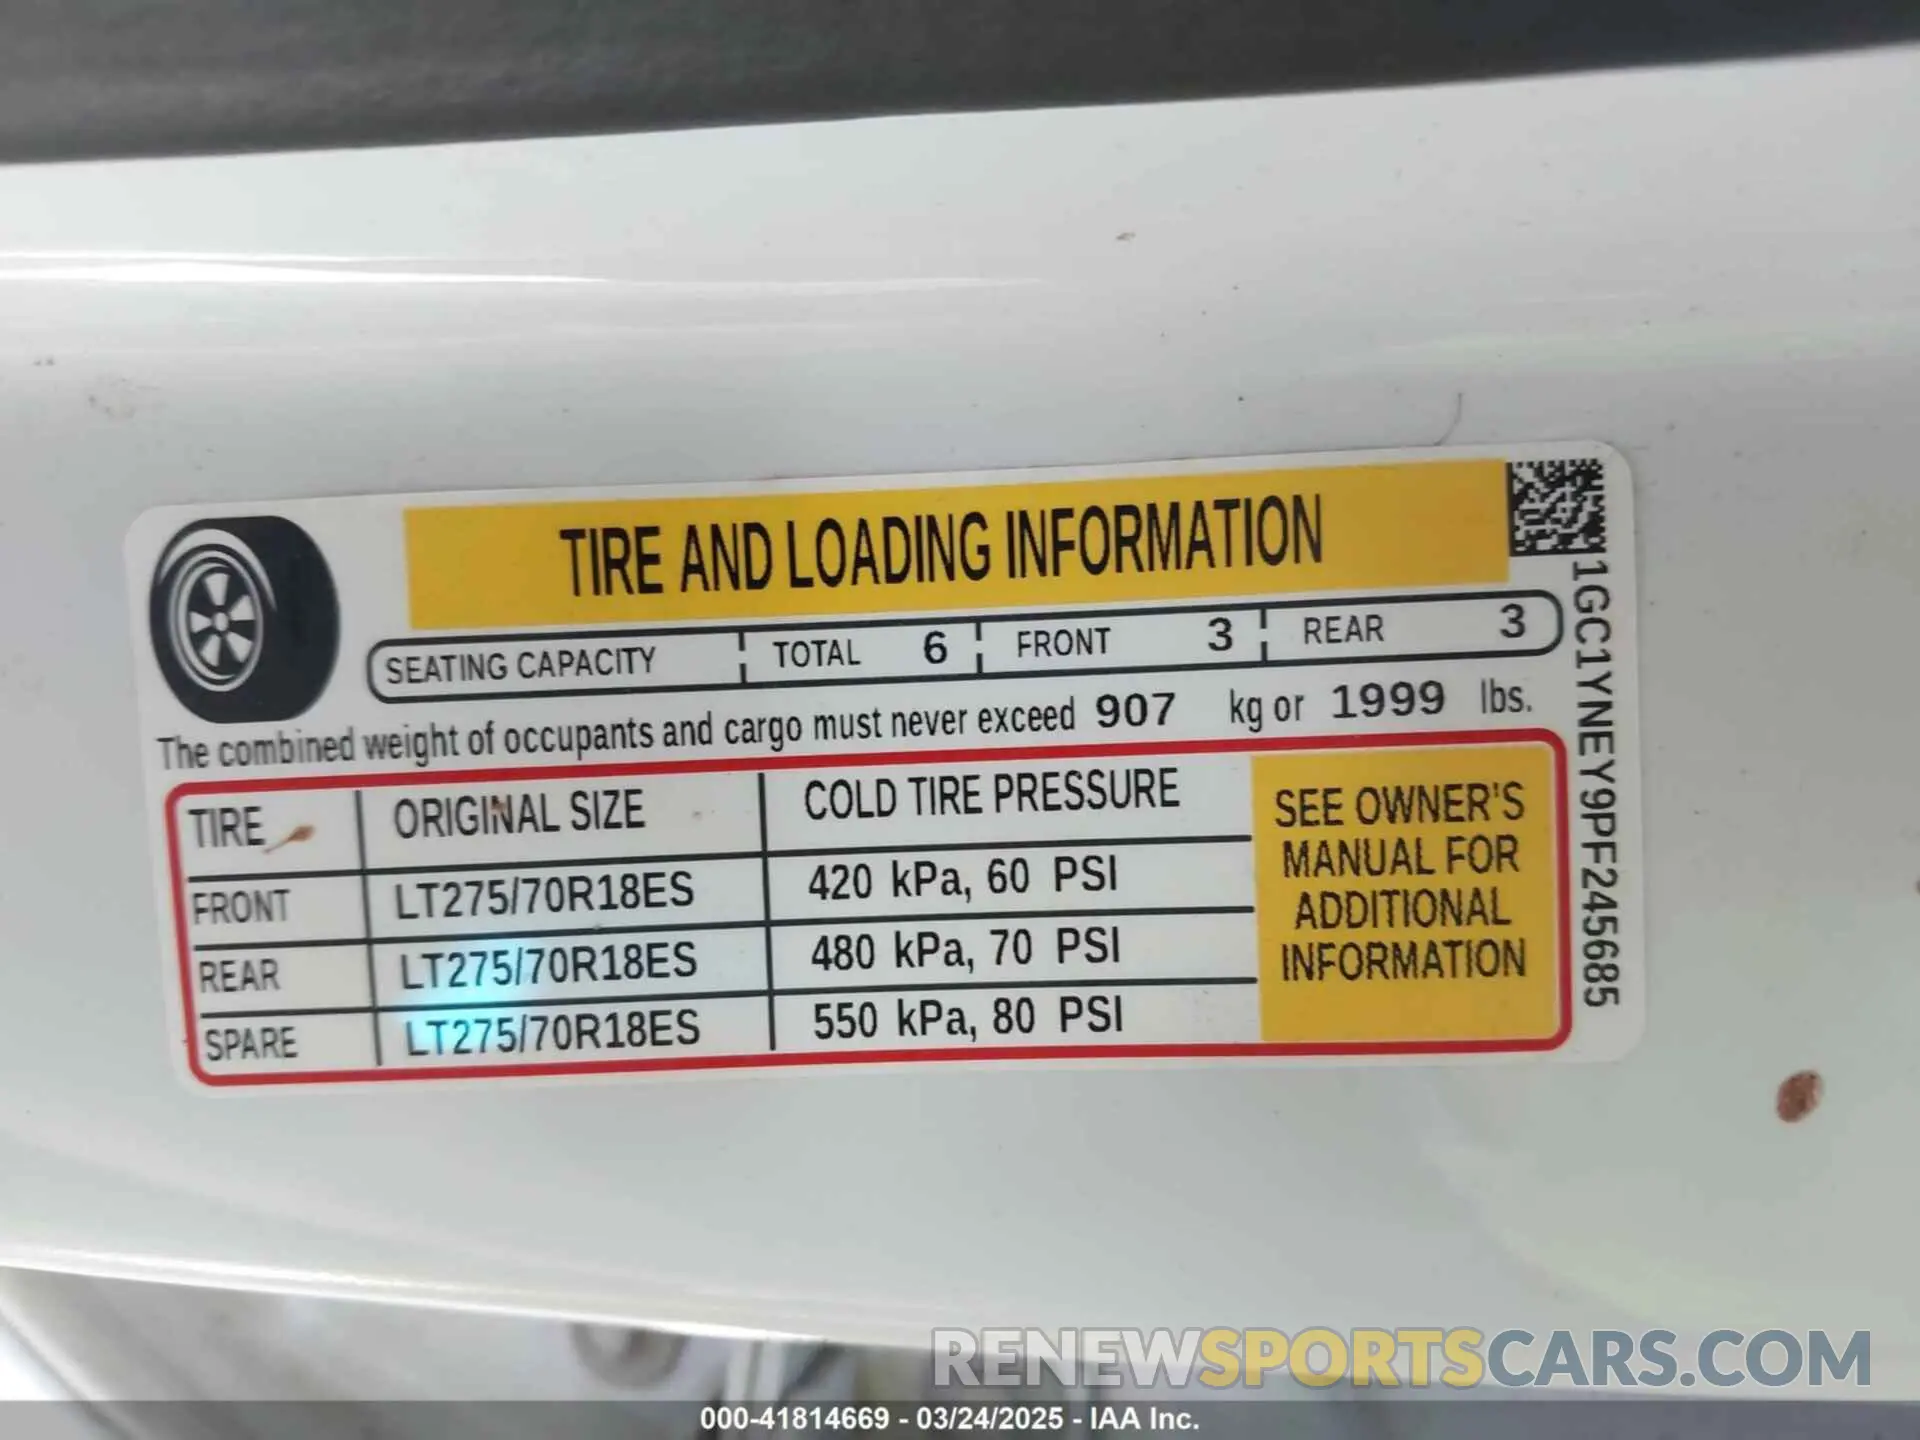 TIRE AND LOADING INFORMATION
SEATING CAPACITY TOTAL 6 FRONT 3 REAR 3
The combined weight of occupants and cargo must never exceed 907 kg or 1999 lbs.
TIRE ORIGINAL SIZE COLD TIRE PRESSURE
FRONT LT275/70R18ES 420 kPa, 60 PSI
REAR LT275/70R18ES 480 kPa, 70 PSI
SPARE LT275/70R18ES 550 kPa, 80 PSI
SEE OWNER'S
MANUAL FOR
ADDITIONAL
INFORMATION
1GC1YNEY9PF245685
RENEWSPORTSCARS.COM
000-41814669 - 03/24/2025 - IAA Inc.